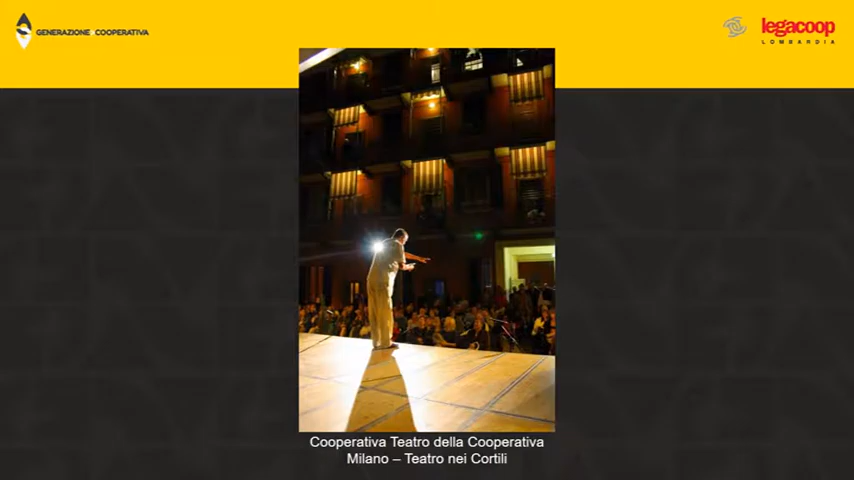 GENERAZIONE COOPERATIVA
legacoop
LOMBARDIA
Cooperativa Teatro della Cooperativa
Milano – Teatro nei Cortili